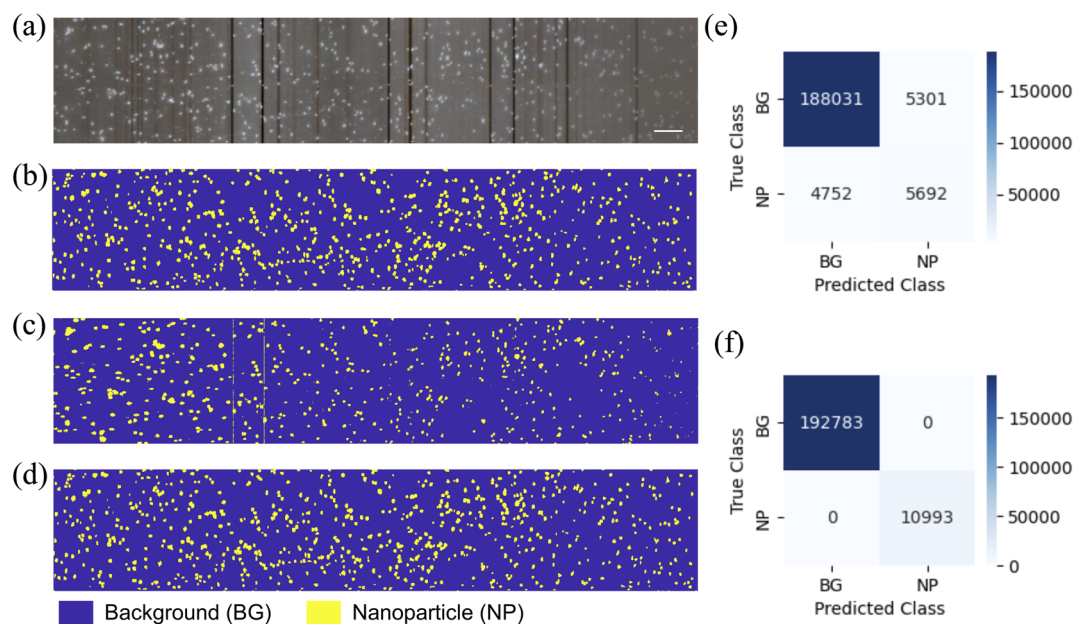 (a)
(b)
(c)
(d)
Background (BG)
Nanoparticle (NP)
(e)
True Class
BG
NP
188031
5301
4752
5692
BG
NP
Predicted Class
150000
100000
50000
(f)
True Class
BG
NP
192783
0
0
10993
BG
NP
Predicted Class
150000
100000
50000
0